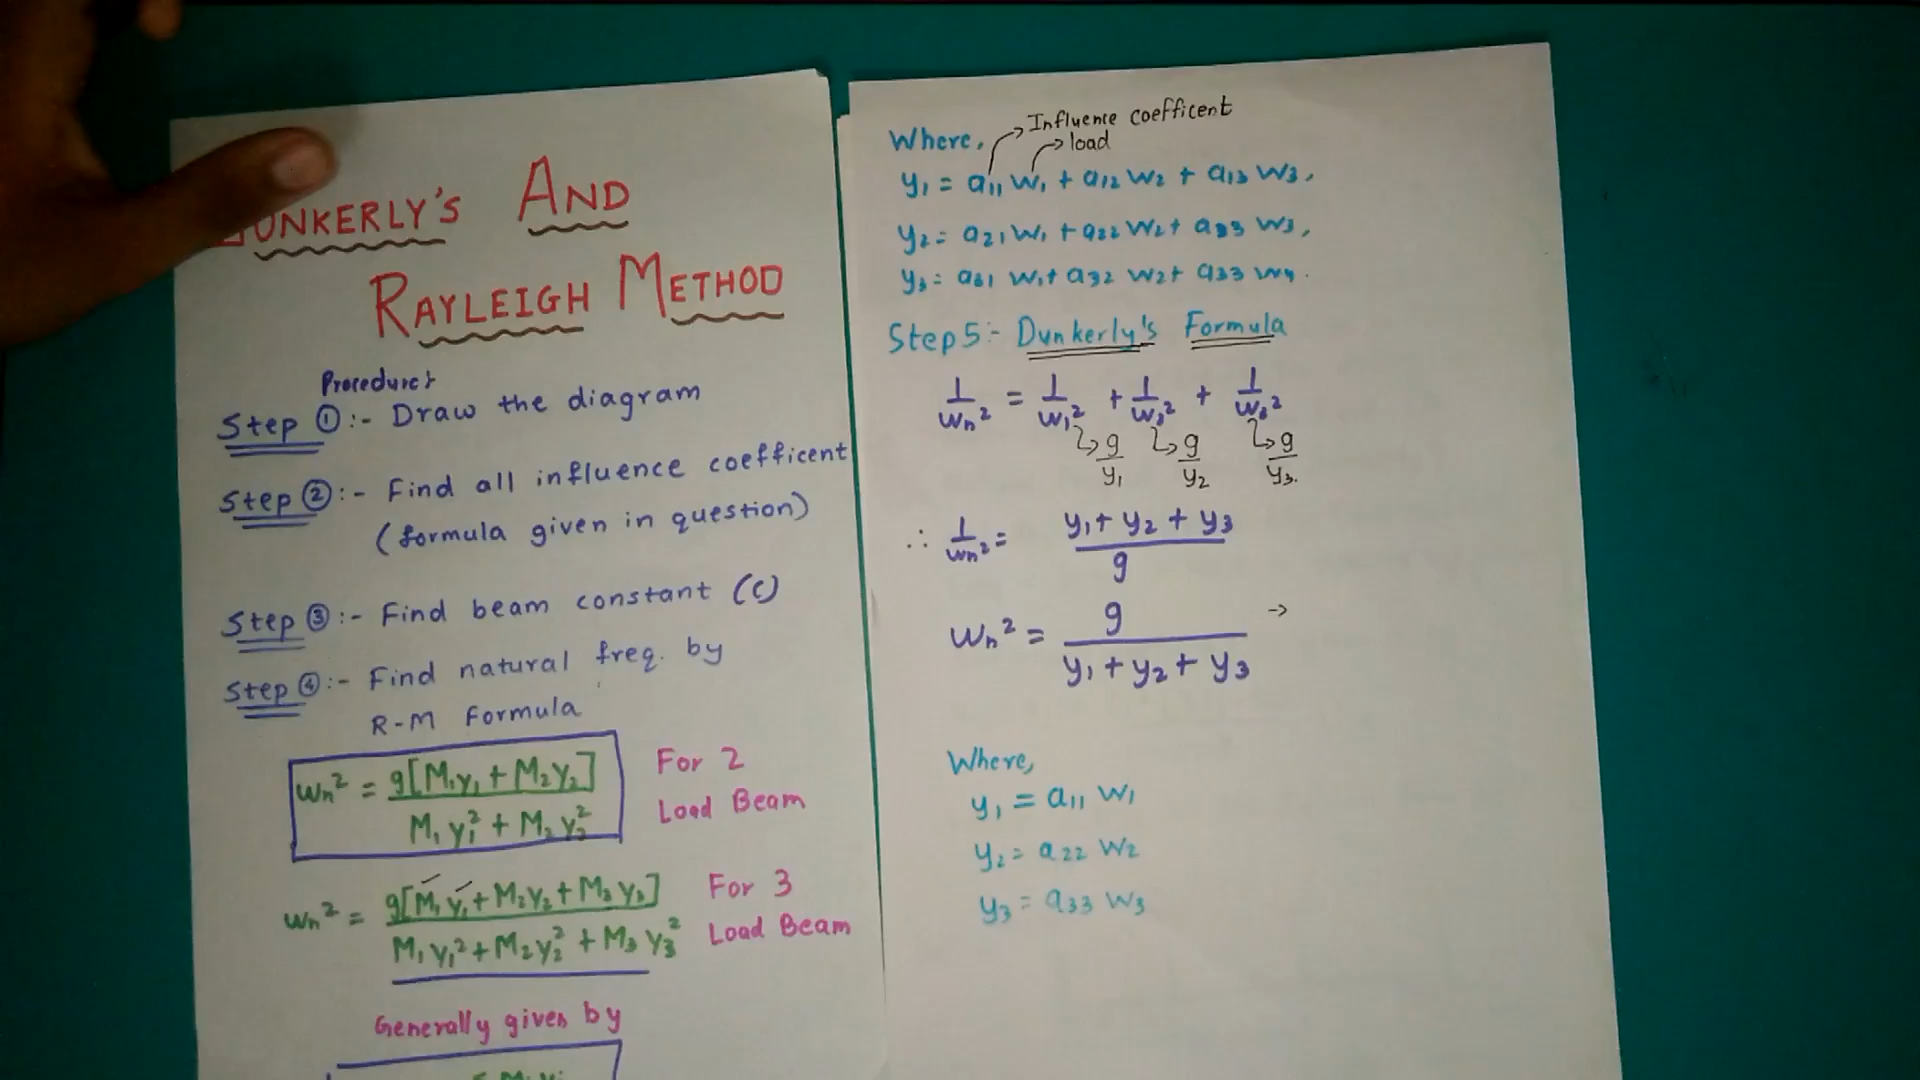 DUNKERLY'S AND
RAYLEIGH METHOD
Procedure:
Step ①:- Draw the diagram
Step ②:- Find all influence coefficent
(formula given in question)
Step ③:- Find beam constant (C)
Step ④:- Find natural freq. by
R-M Formula
Wn² = g[M₁y₁ + M₂y₂] / M₁y₁² + M₂y₂²
For 2
Load Beam
Wn² = g[M₁y₁ + M₂y₂ + M₃y₃] / M₁y₁² + M₂y₂² + M₃y₃²
For 3
Load Beam
Generally given by
Where,
Influence coefficent
load
y₁ = a₁₁ W₁ + a₁₂ W₂ + a₁₃ W₃,
y₂ = a₂₁ W₁ + a₂₂ W₂ + a₃₃ W₃,
y₃ = a₃₁ W₁ + a₃₂ W₂ + a₃₃ W
Step 5:- Dunkerly's Formula
1/Wn² = 1/W₁² + 1/W₂² + 1/W₃²
g/y₁ g/y₂ g/y₃.
∴ 1/Wn² = y₁ + y₂ + y₃ / g
Wn² = g / y₁ + y₂ + y₃ →
Where,
y₁ = a₁₁ W₁
y₂ = a₂₂ W₂
y₃ = a₃₃ W₃